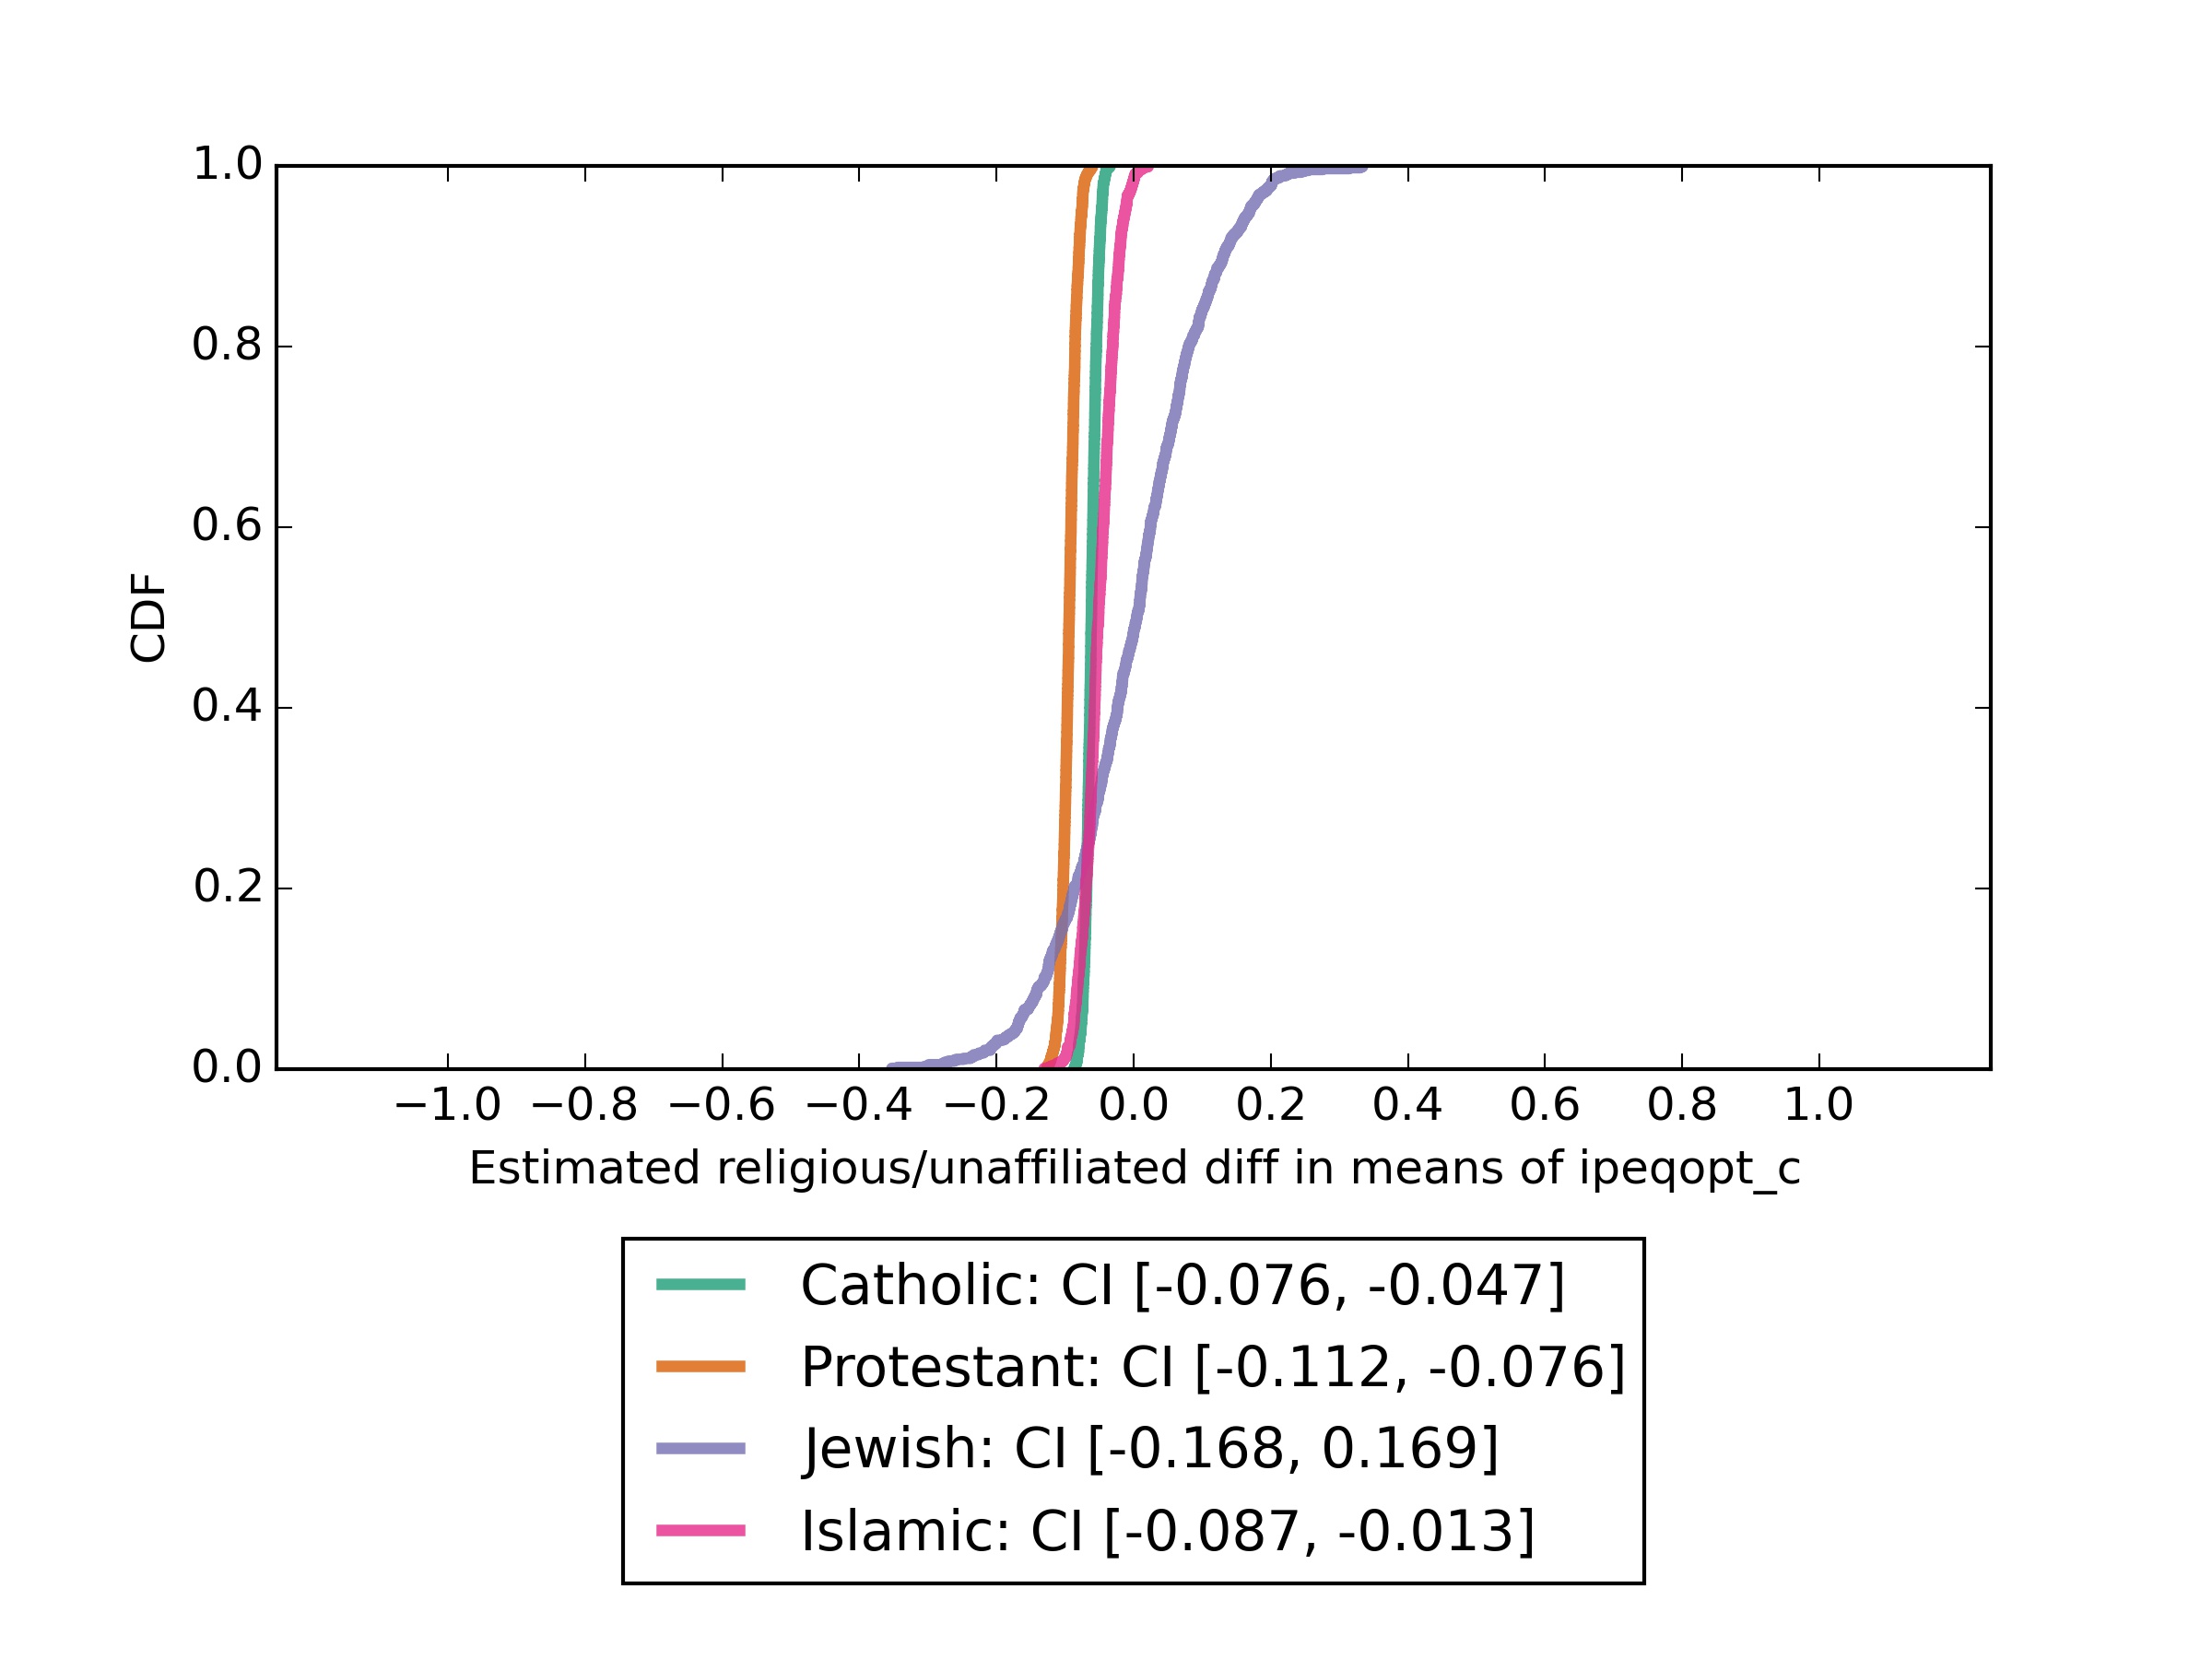 1.0
0.8
0.6
0.4
0.2
0.0
CDF
−1.0 −0.8 −0.6 −0.4 −0.2 0.0 0.2 0.4 0.6 0.8 1.0
Estimated religious/unaffiliated diff in means of ipeqopt_c
Catholic: CI [-0.076, -0.047]
Protestant: CI [-0.112, -0.076]
Jewish: CI [-0.168, 0.169]
Islamic: CI [-0.087, -0.013]